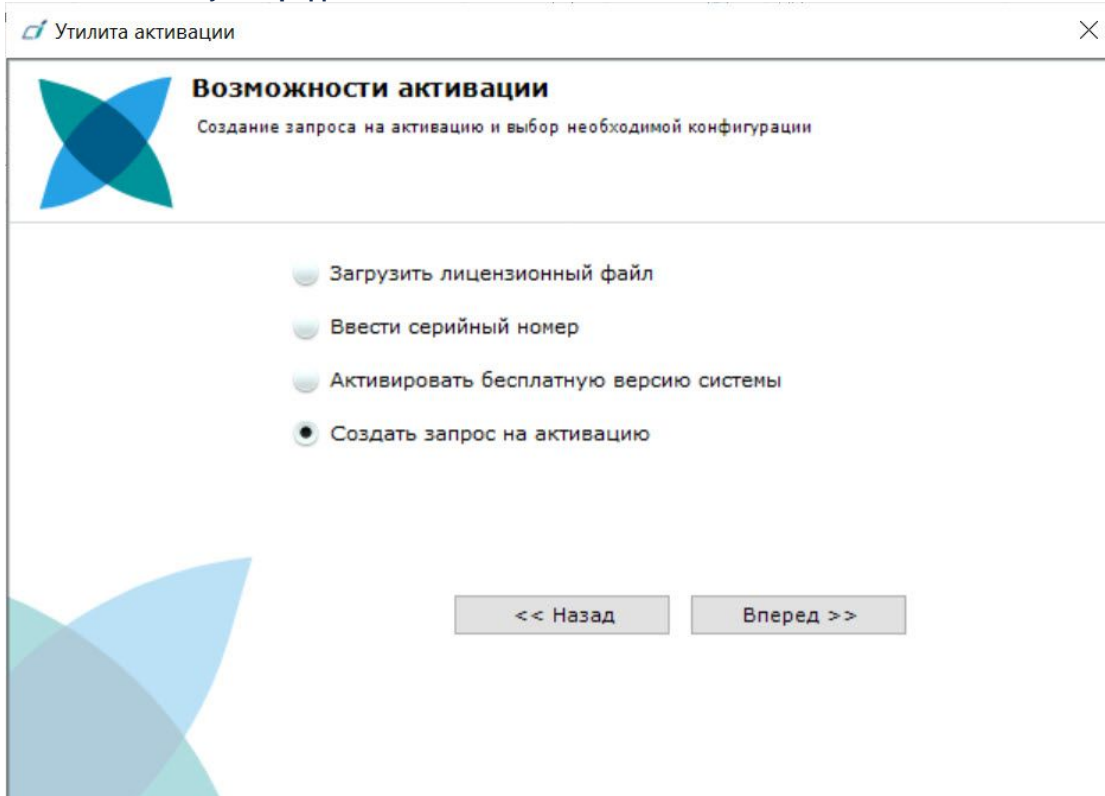 Утилита активации
Возможности активации
Создание запроса на активацию и выбор необходимой конфигурации
Загрузить лицензионный файл
Ввести серийный номер
Активировать бесплатную версию системы
Создать запрос на активацию
<< Назад
Вперед >>